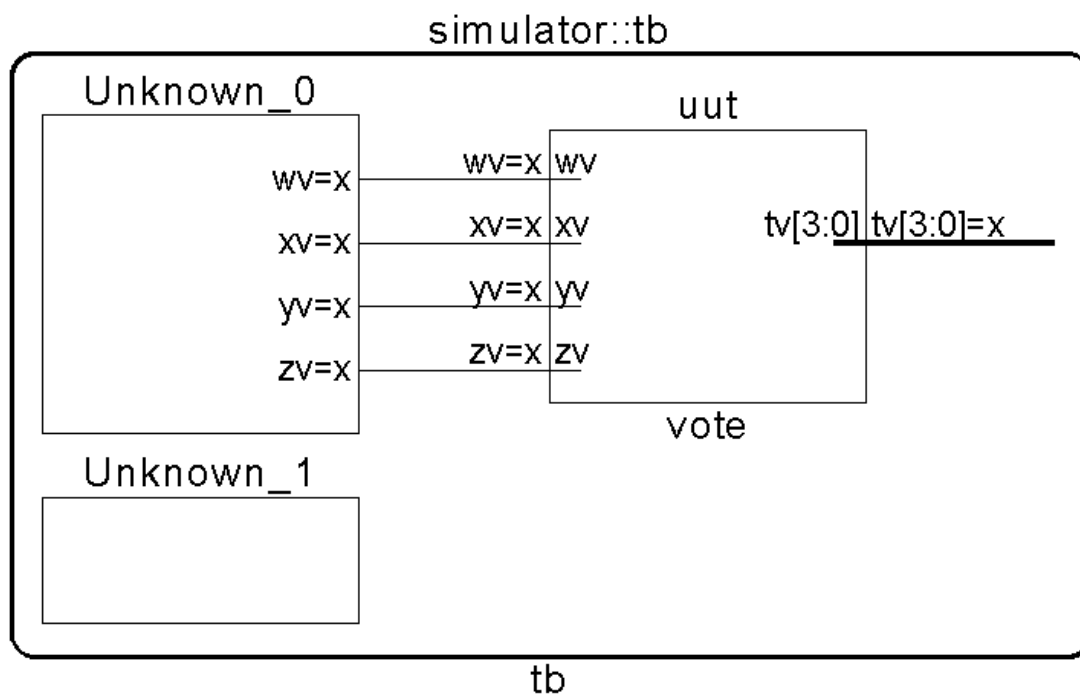 simulator::tb
Unknown_0
uut
wv=x wv=x wv
xv=x xv=x xv
tv[3:0] tv[3:0]=x
yv=x yv=x yv
zv=x zv=x zv
vote
Unknown_1
tb